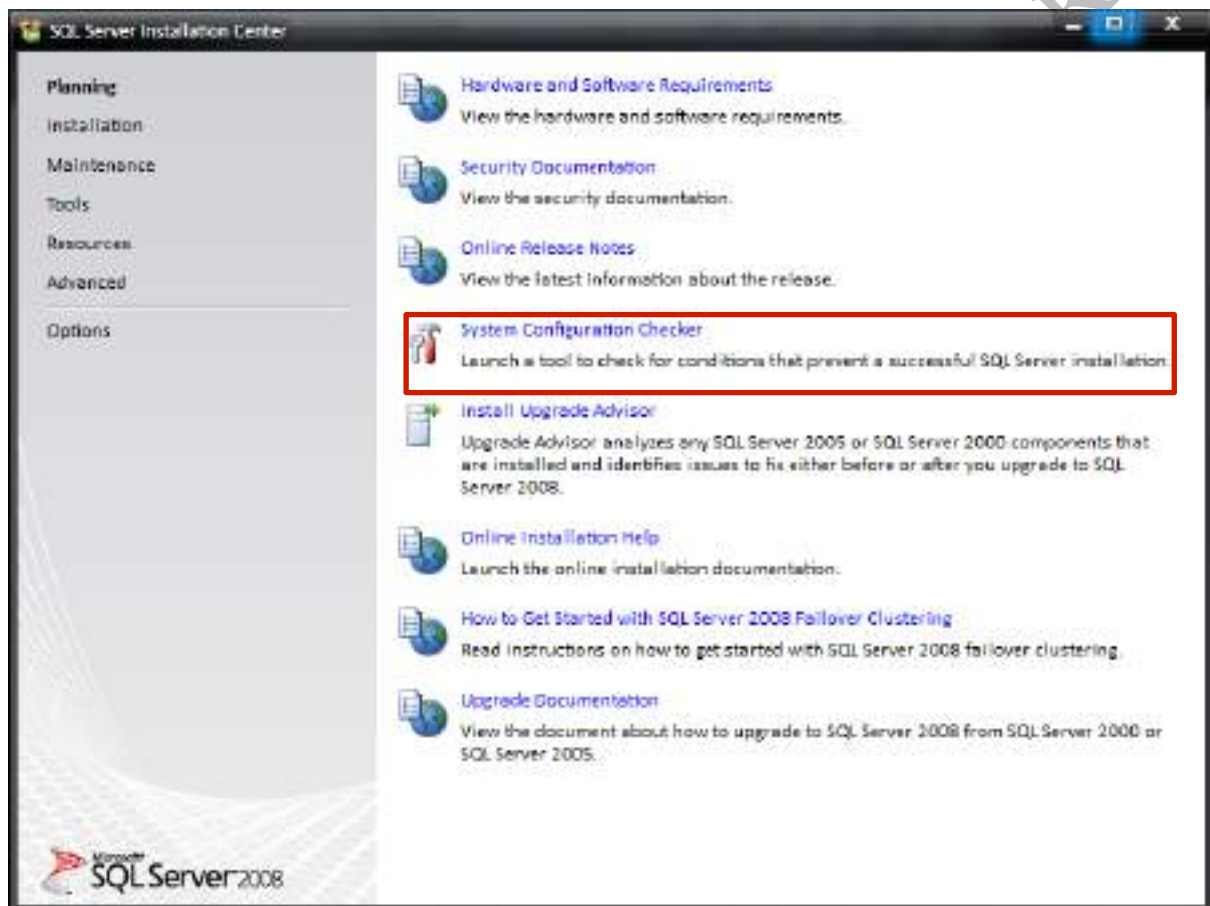 SQL Server Installation Center
Planning
Installation
Maintenance
Tools
Resources
Advanced
Options
Hardware and Software Requirements
View the hardware and software requirements.
Security Documentation
View the security documentation.
Online Release Notes
View the latest information about the release.
System Configuration Checker
Launch a tool to check for conditions that prevent a successful SQL Server installation.
Install Upgrade Advisor
Upgrade Advisor analyzes any SQL Server 2005 or SQL Server 2000 components that
are installed and identifies issues to fix either before or after you upgrade to SQL
Server 2008.
Online Installation Help
Launch the online installation documentation.
How to Get Started with SQL Server 2008 Failover Clustering
Read instructions on how to get started with SQL Server 2008 failover clustering.
Upgrade Documentation
View the document about how to upgrade to SQL Server 2008 from SQL Server 2000 or
SQL Server 2005.
Microsoft
SQL Server 2008